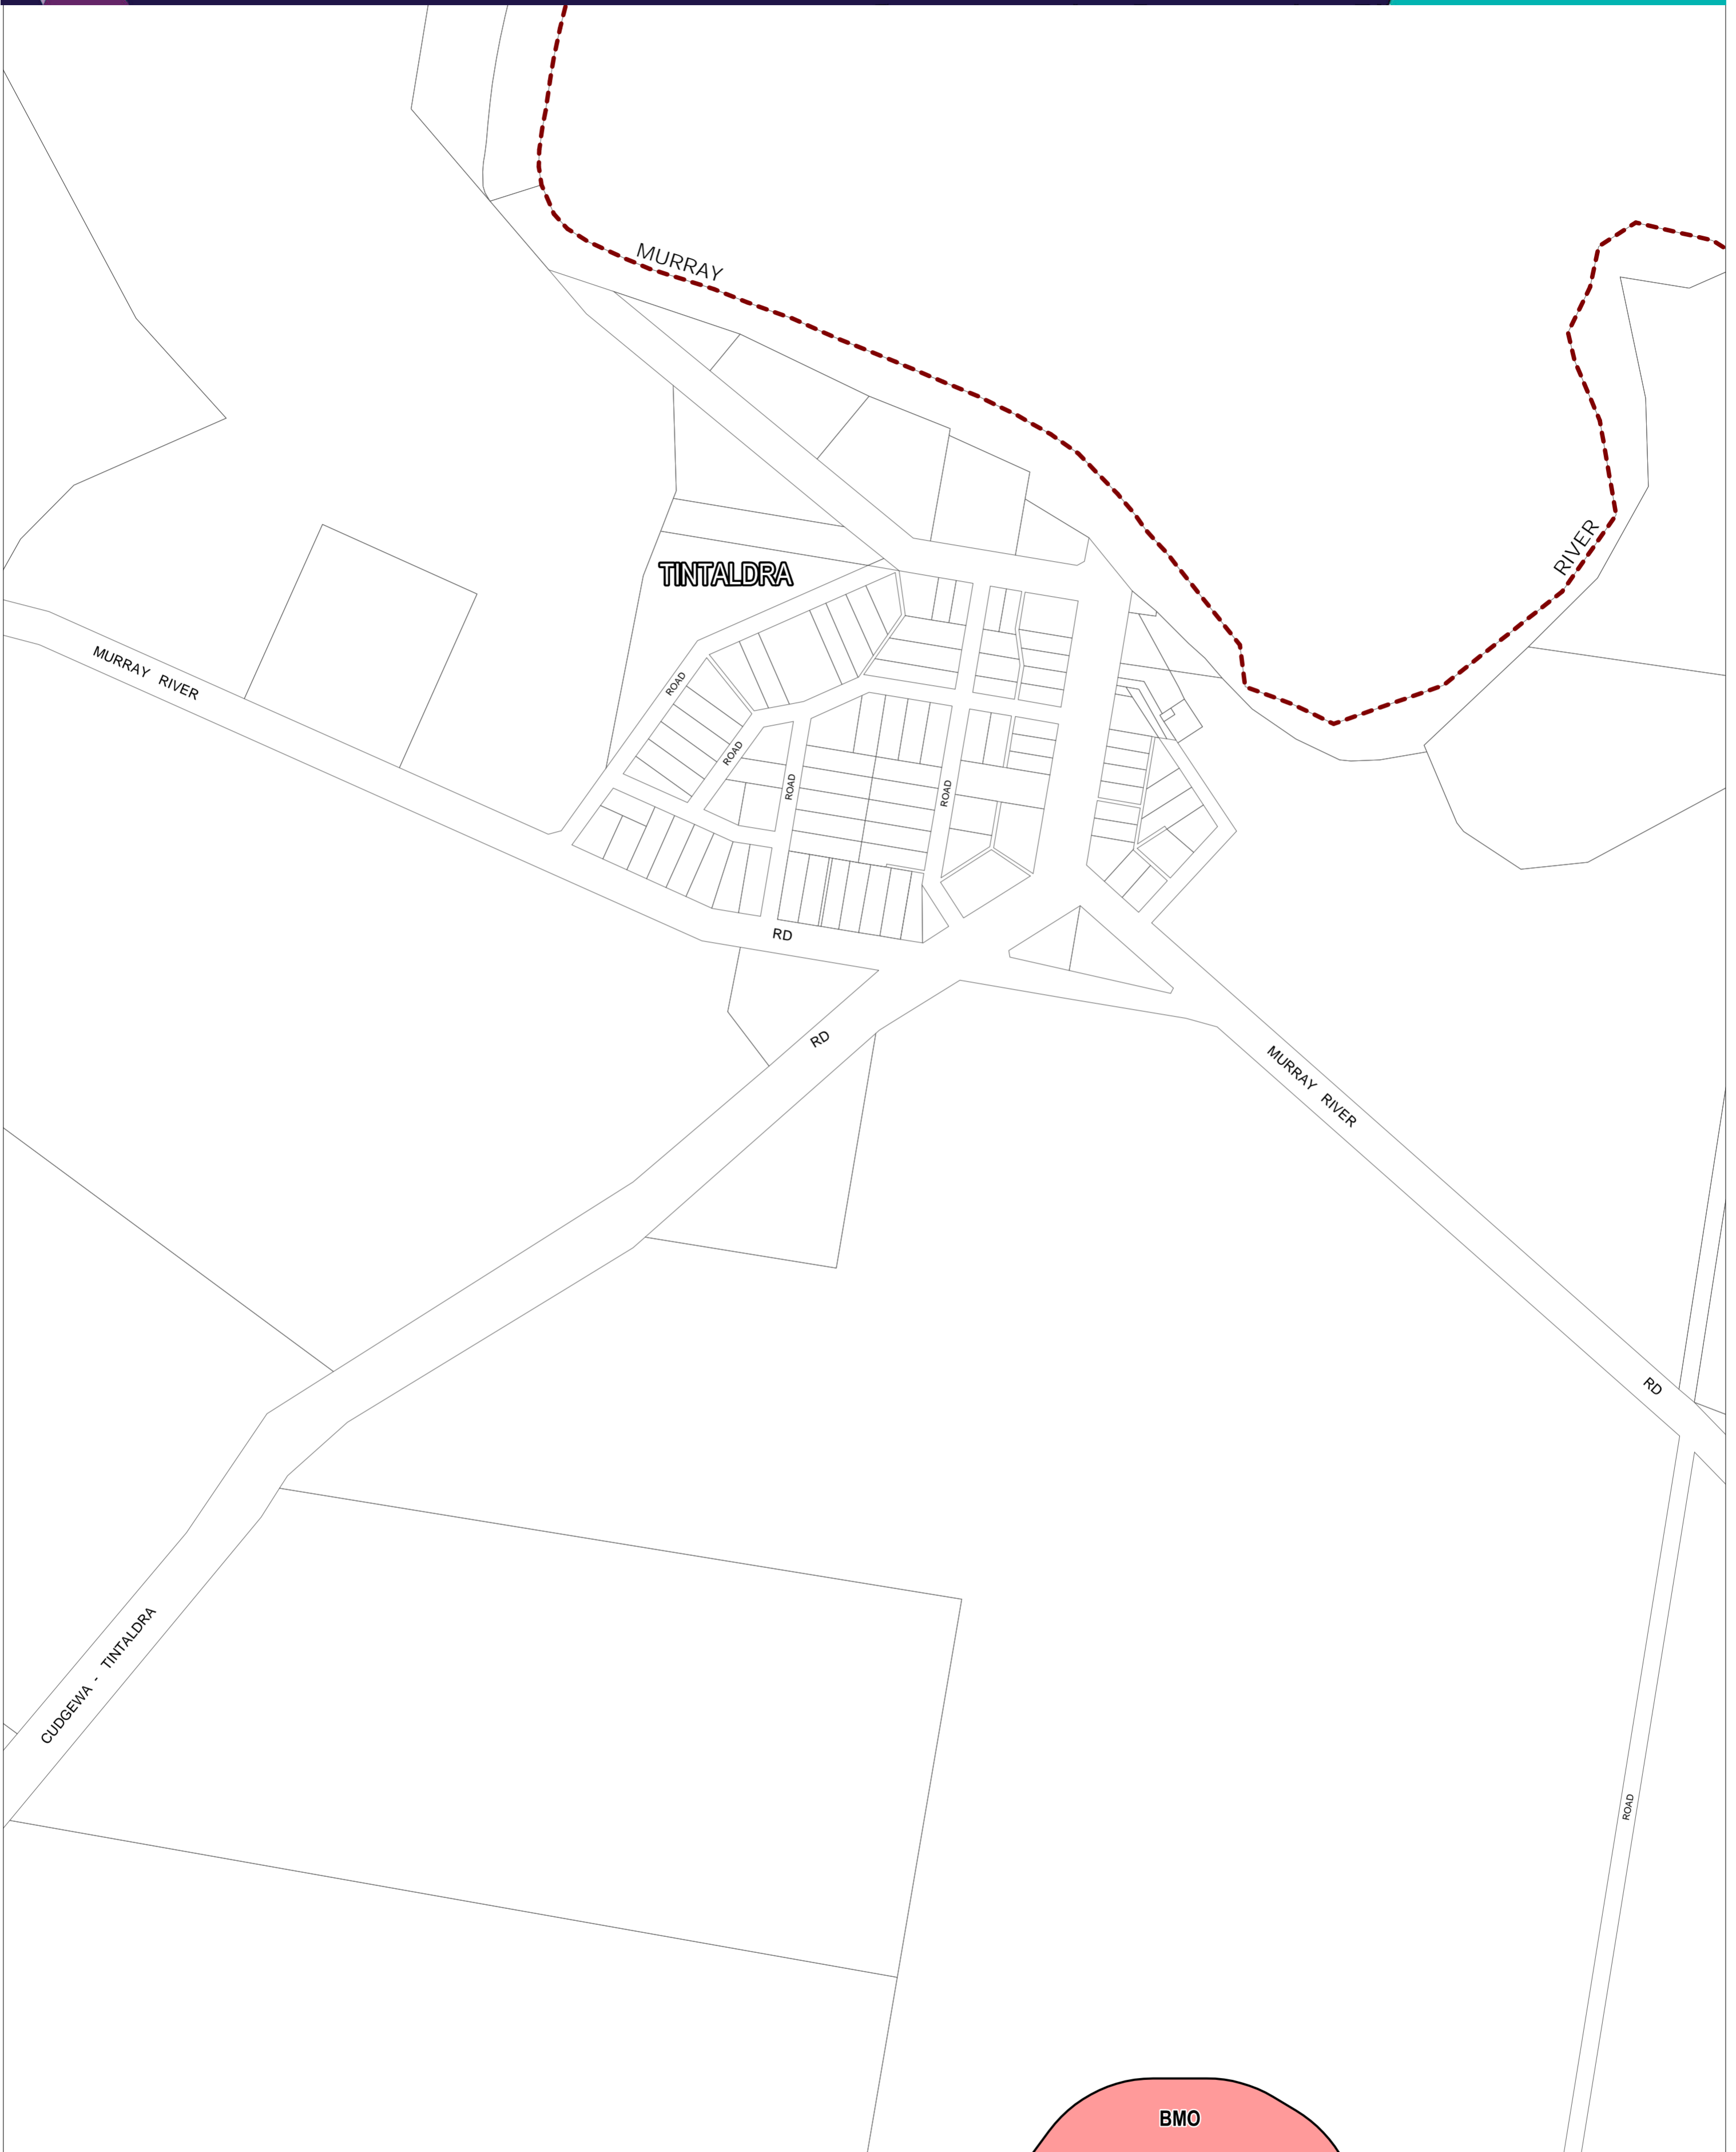 MURRAY
RIVER
TINTALDRA
MURRAY RIVER
ROAD
ROAD
ROAD
ROAD
RD
RD
MURRAY RIVER
RD
CUDGEWA - TINTALDRA
ROAD
BMO